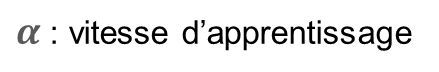 α : vitesse d’apprentissage